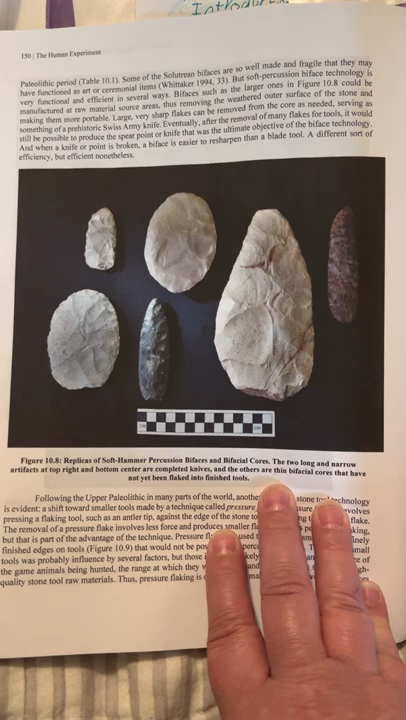 Introdu
150 | The Human Experiment
Paleolithic period (Table 10.1). Some of the Solutrean bifaces are so well made and fragile that they may
have functioned as art or ceremonial items (Whittaker 1994, 33). But soft-percussion biface technology is
very functional and efficient in several ways. Bifaces such as the larger ones in Figure 10.8 could be
manufactured at raw material source areas, thus removing the weathered outer surface of the stone and
making them more portable. Large, very sharp flakes can be removed from the core as needed, serving as
something of a prehistoric Swiss Army knife. Eventually, after the removal of many flakes for tools, it would
still be possible to produce the spear point or knife that was the ultimate objective of the biface technology.
And when a knife or point is broken, a biface is easier to resharpen than a blade tool. A different sort of
efficiency, but efficient nonetheless.
Figure 10.8: Replicas of Soft-Hammer Percussion Bifaces and Bifacial Cores. The two long and narrow
artifacts at top right and bottom center are completed knives, and the others are thin bifacial cores that have
not yet been flaked into finished tools.
Following the Upper Paleolithic in many parts of the world, stone technology
is evident: a shift toward smaller tools made by a technique called pressure
pressing a flaking tool, such as an antler tip, against the edge of the stone flake.
The removal of a pressure flake involves less force and produces smaller
but that is part of the advantage of the technique. Pressure used
finished edges on tools (Figure 10.9) that would not be small
tools was probably influence by several factors, but those of
the game animals being hunted, the range at which they and
quality stone tool raw materials. Thus, pressure flaking is